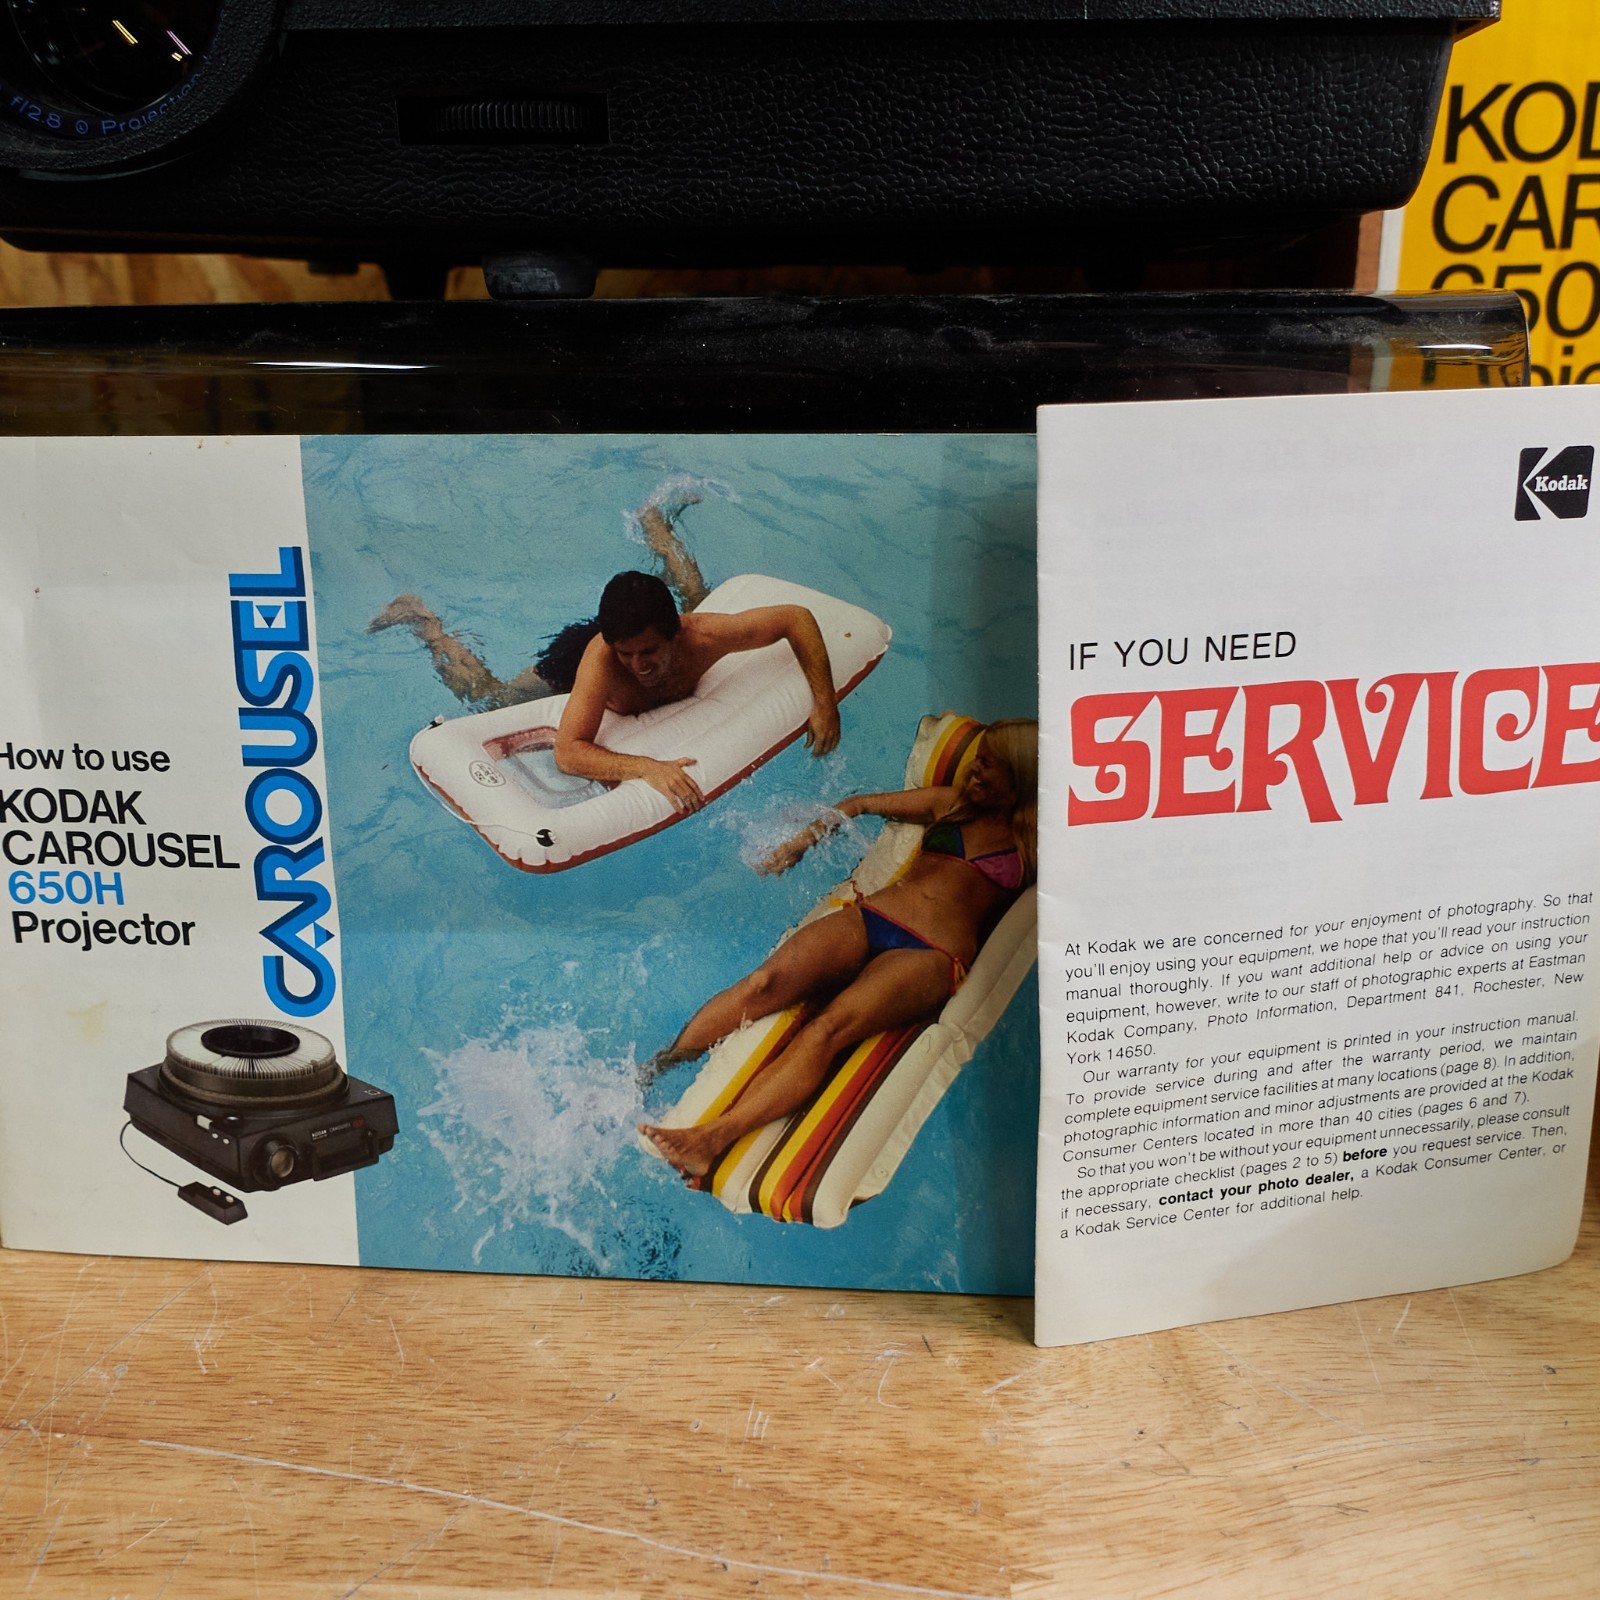 f/2.8 © Projection
KOD
CAR
650
How to use
KODAK
CAROUSEL
650H
Projector
CAROUSEL
Kodak
IF YOU NEED
SERVICE
At Kodak we are concerned for your enjoyment of photography. So that
you'll enjoy using your equipment, we hope that you'll read your instruction
manual thoroughly. If you want additional help or advice on using your
equipment, however, write to our staff of photographic experts at Eastman
Kodak Company, Photo Information, Department 841, Rochester, New
York 14650.
Our warranty for your equipment is printed in your instruction manual.
To provide service during and after the warranty period, we maintain
complete equipment service facilities at many locations (page 8). In addition,
photographic information and minor adjustments are provided at the Kodak
Consumer Centers located in more than 40 cities (pages 6 and 7).
So that you won't be without your equipment unnecessarily, please consult
the appropriate checklist (pages 2 to 5) before you request service. Then,
if necessary, contact your photo dealer, a Kodak Consumer Center, or
a Kodak Service Center for additional help.